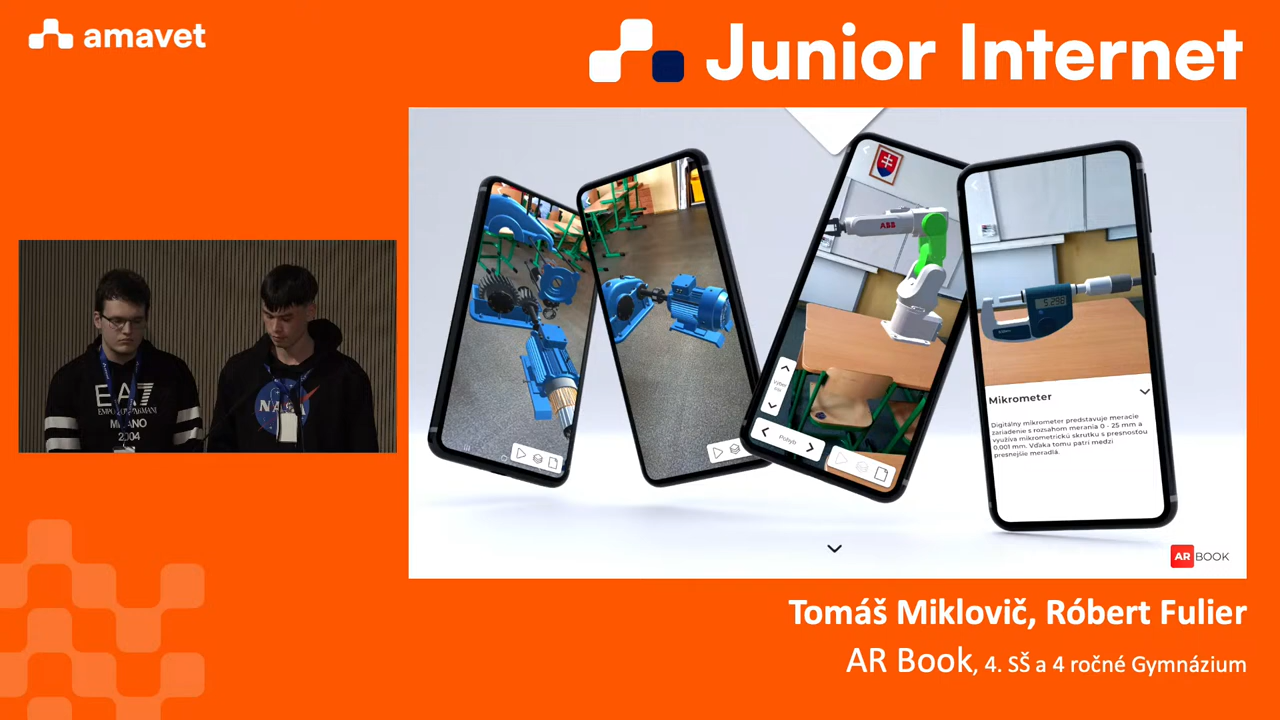 amavet
Junior Internet
ABB
Výber
Pohyb
Mikrometer
Digitálny mikrometer predstavuje meracie
zariadenie s rozsahom merania 0 - 25 mm a
využíva mikrometrickú skrutku s presnosťou
0,001 mm. Vďaka tomu patrí medzi
presnejšie meradlá.
AR BOOK
EA7
EMPORIO ARMANI
MILANO
2004
NASA
Tomáš Miklovič, Róbert Fulier
AR Book, 4. SŠ a 4 ročné Gymnázium